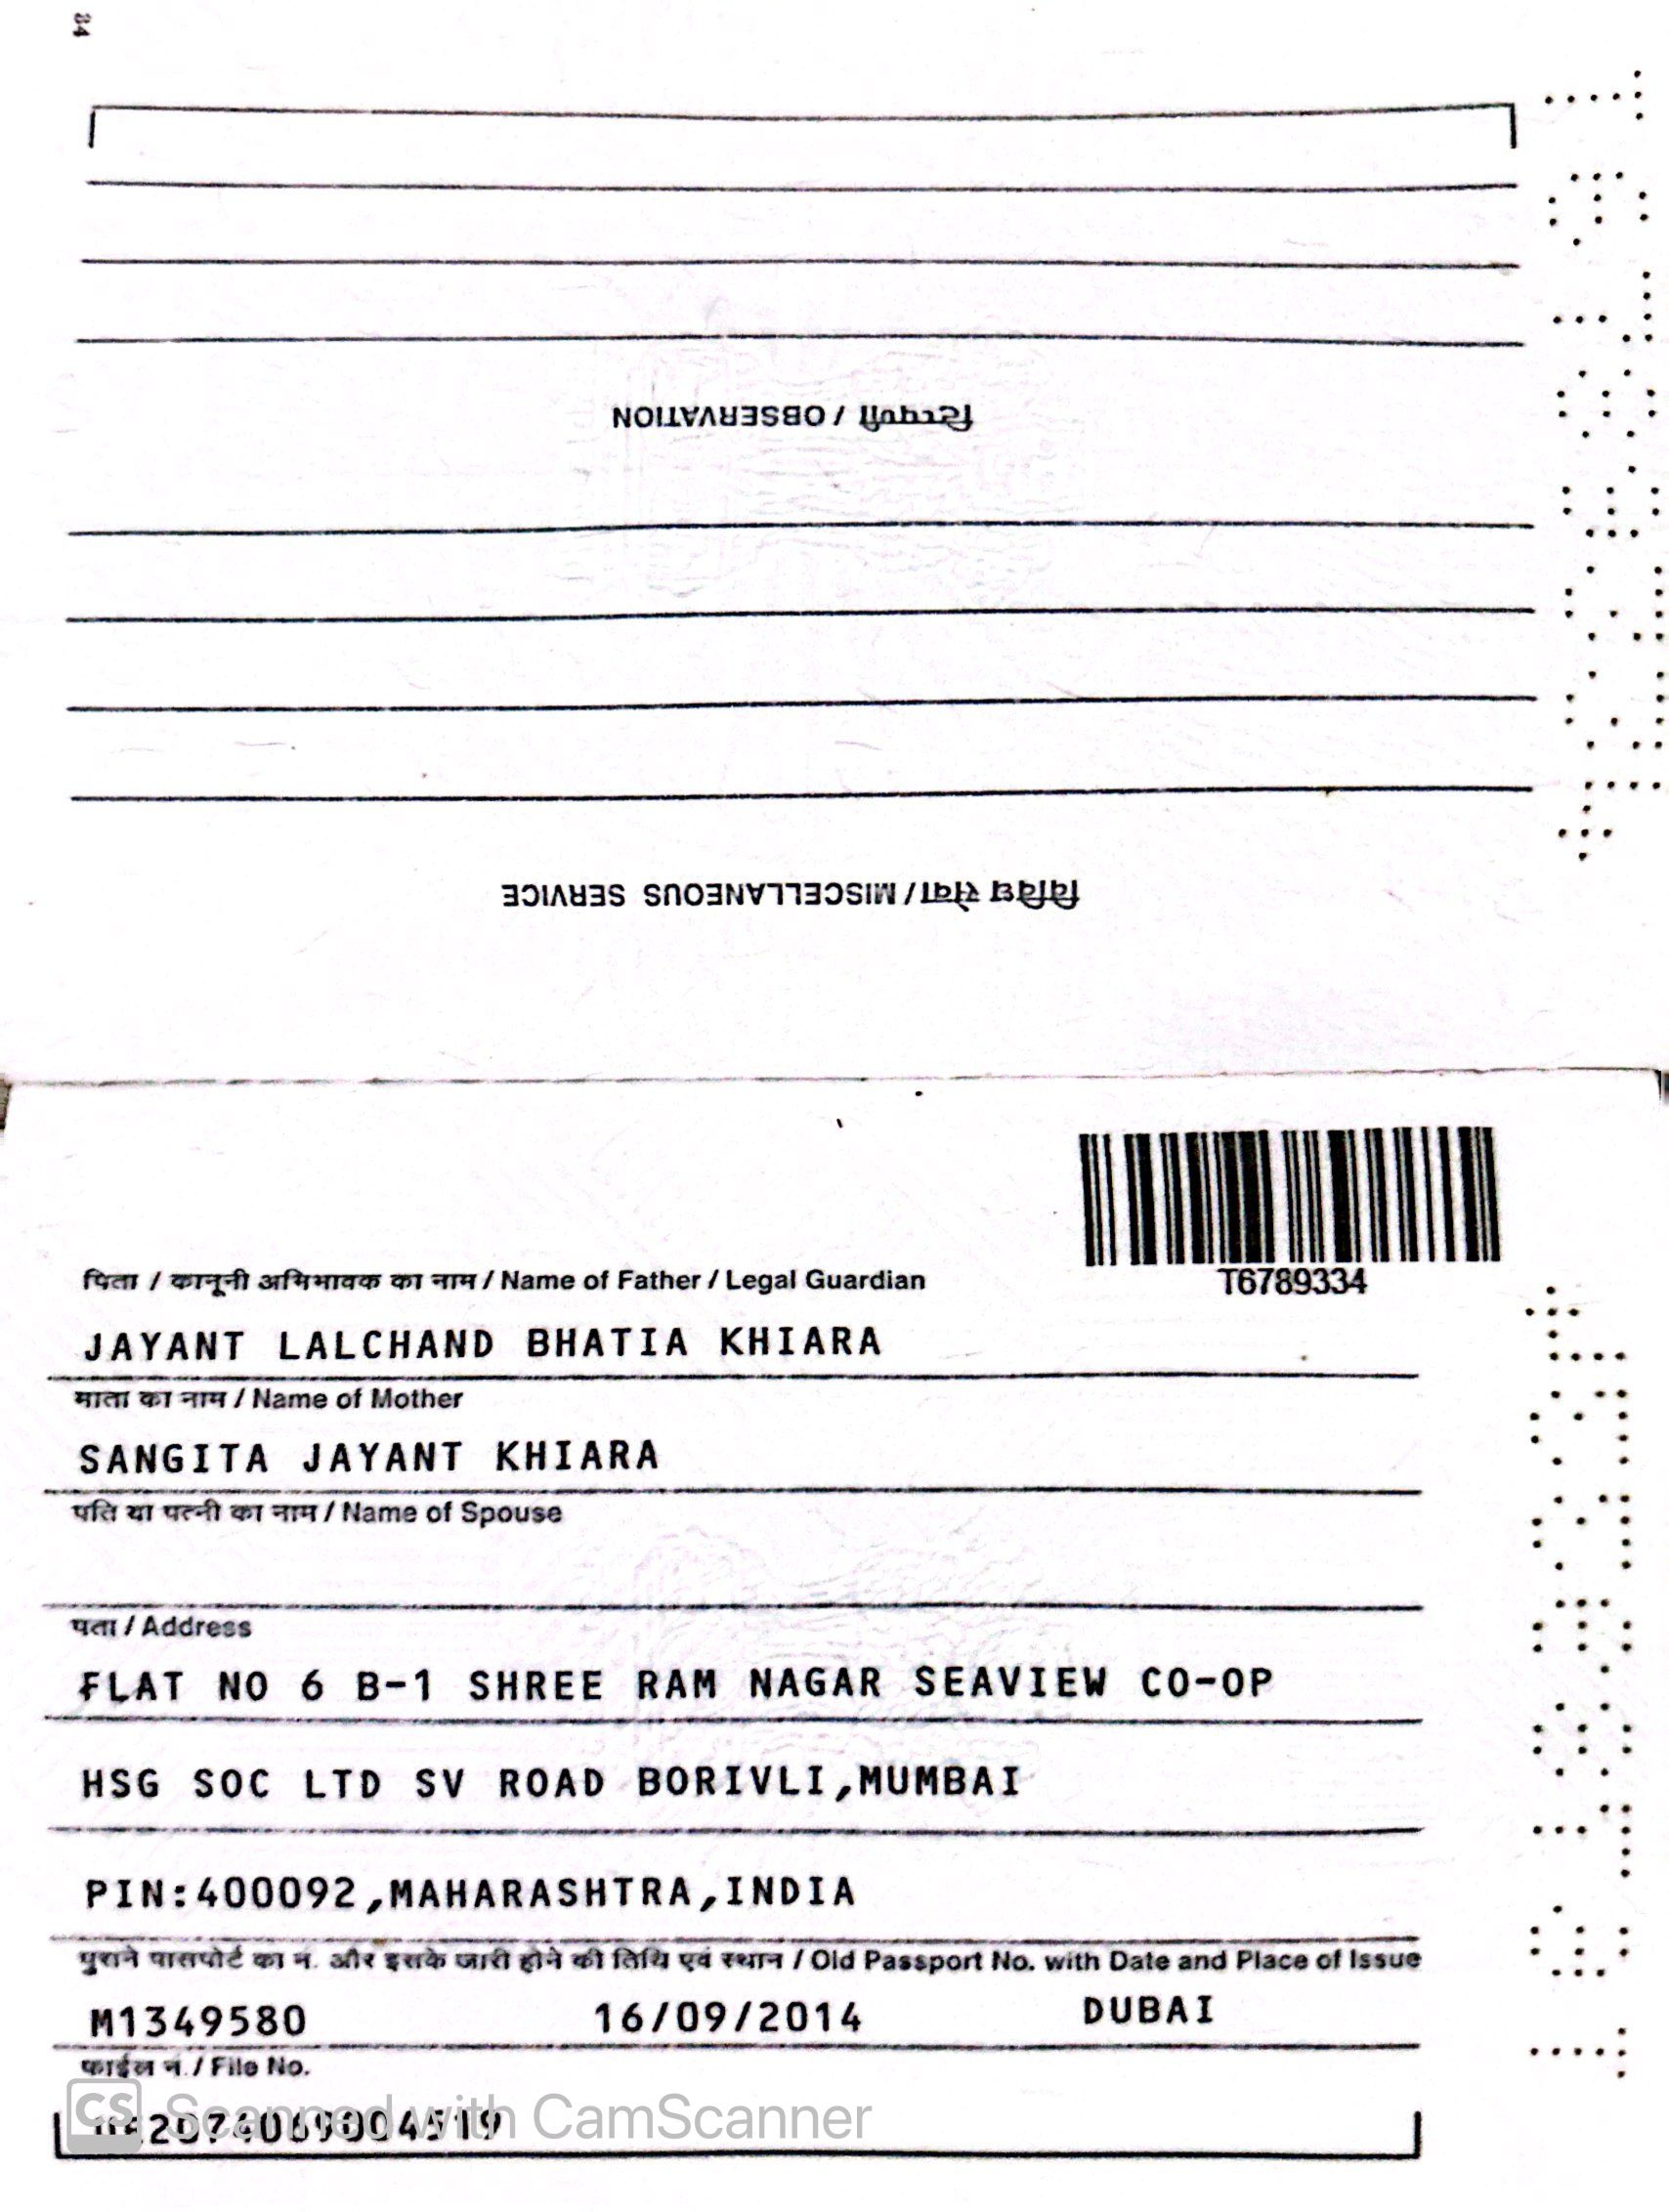 34
टिप्पणी / OBSERVATION
विविध सेवा / MISCELLANEOUS SERVICE
T6789334
पिता / कानूनी अभिभावक का नाम / Name of Father / Legal Guardian
JAYANT LALCHAND BHATIA KHIARA
माता का नाम / Name of Mother
SANGITA JAYANT KHIARA
पति या पत्नी का नाम / Name of Spouse
पता / Address
FLAT NO 6 B-1 SHREE RAM NAGAR SEAVIEW CO-OP
HSG SOC LTD SV ROAD BORIVLI,MUMBAI
PIN:400092,MAHARASHTRA,INDIA
पुराने पासपोर्ट का न. और इसके जारी होने की तिथि एवं स्थान / Old Passport No. with Date and Place of Issue
M1349580 16/09/2014 DUBAI
फाईल न. / File No.
CS Scanned with CamScanner